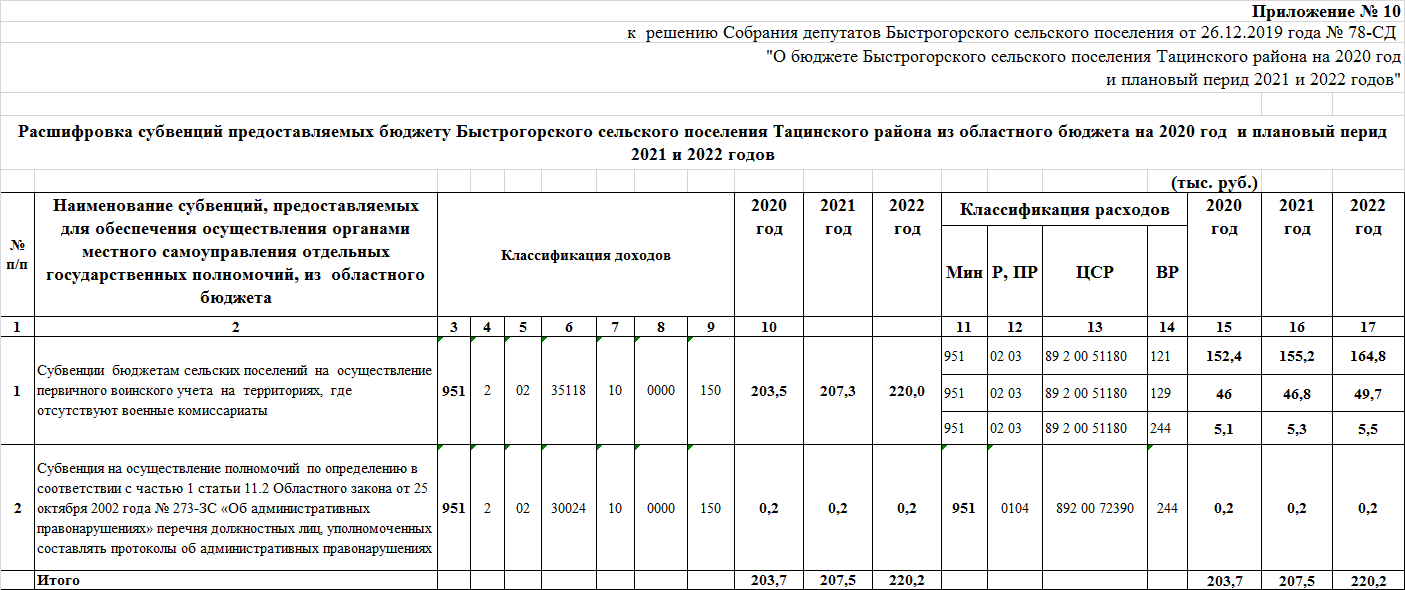 Приложение № 10
к решению Собрания депутатов Быстрогорского сельского поселения от 26.12.2019 года № 78-СД
"О бюджете Быстрогорского сельского поселения Тацинского района на 2020 год
и плановый перид 2021 и 2022 годов"
Расшифровка субвенций предоставляемых бюджету Быстрогорского сельского поселения Тацинского района из областного бюджета на 2020 год и плановый перид
2021 и 2022 годов
(тыс. руб.)
№ п/п
Наименование субвенций, предоставляемых
для обеспечения осуществления органами
местного самоуправления отдельных
государственных полномочий, из областного
бюджета
Классификация доходов
2020 год
2021 год
2022 год
Классификация расходов
Мин Р, ПР ЦСР ВР
2020 год
2021 год
2022 год
1 2 3 4 5 6 7 8 9 10 11 12 13 14 15 16 17
1
Субвенции бюджетам сельских поселений на осуществление
первичного воинского учета на территориях, где
отсутствуют военные комиссариаты
951 2 02 35118 10 0000 150 203,5 207,3 220,0
951 02 03 89 2 00 51180 121 152,4 155,2 164,8
951 02 03 89 2 00 51180 129 46 46,8 49,7
951 02 03 89 2 00 51180 244 5,1 5,3 5,5
2
Субвенция на осуществление полномочий по определению в
соответствии с частью 1 статьи 11.2 Областного закона от 25
октября 2002 года № 273-ЗС «Об административных
правонарушениях» перечня должностных лиц, уполномоченных
составлять протоколы об административных правонарушениях
951 2 02 30024 10 0000 150 0,2 0,2 0,2 951 0104 892 00 72390 244 0,2 0,2 0,2
Итого 203,7 207,5 220,2 203,7 207,5 220,2